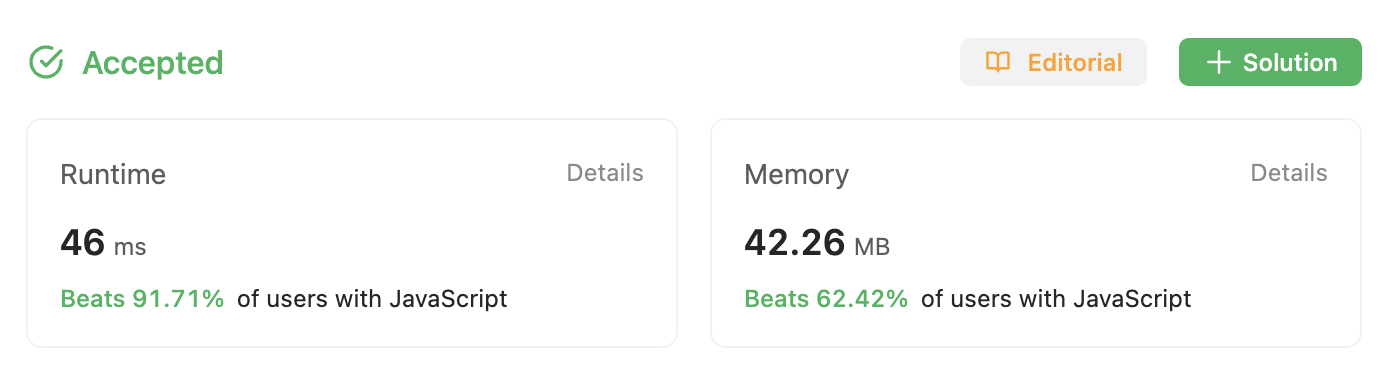 Accepted
Editorial
Solution
Runtime
Details
46 ms
Beats 91.71% of users with JavaScript
Memory
Details
42.26 MB
Beats 62.42% of users with JavaScript